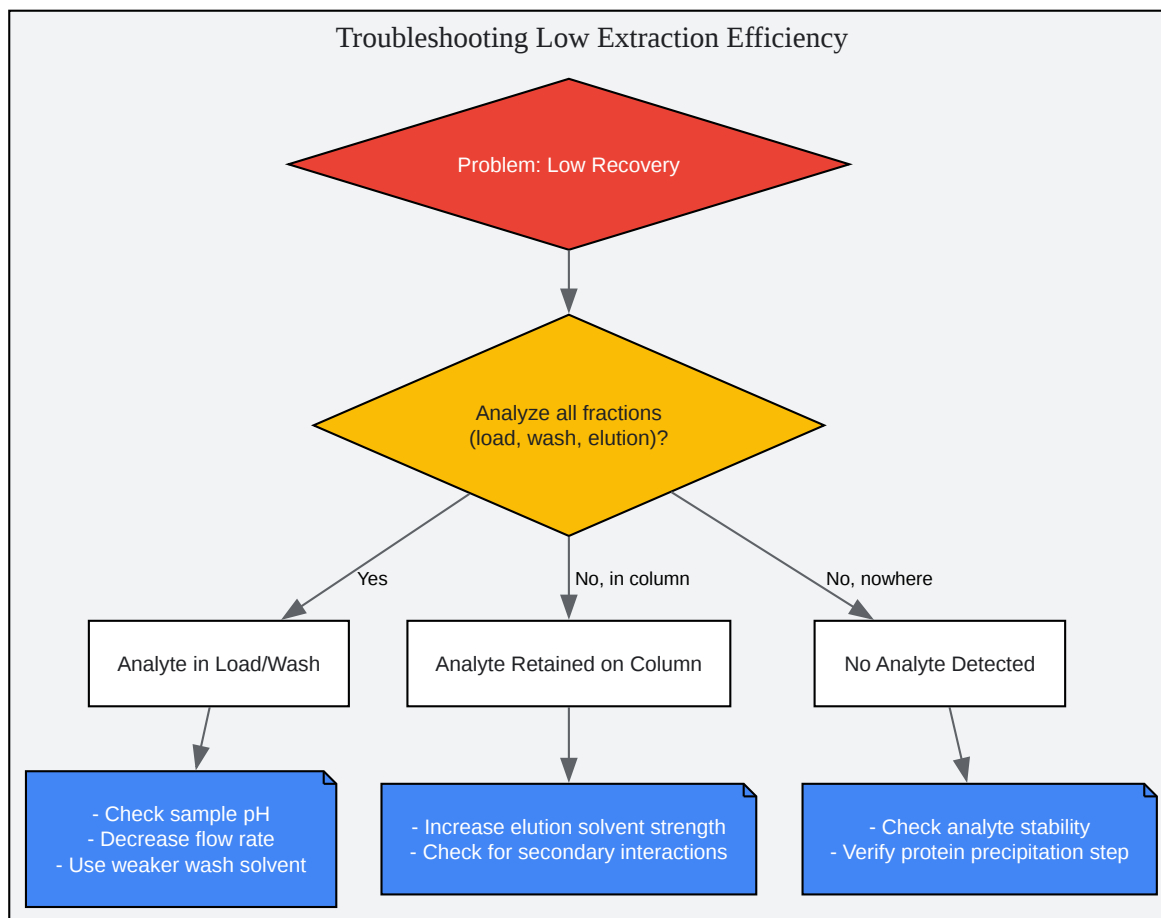 Troubleshooting Low Extraction Efficiency
Problem: Low Recovery
Analyze all fractions
(load, wash, elution)?
Yes
No, in column
No, nowhere
Analyte in Load/Wash
Analyte Retained on Column
No Analyte Detected
- Check sample pH
- Decrease flow rate
- Use weaker wash solvent
- Increase elution solvent strength
- Check for secondary interactions
- Check analyte stability
- Verify protein precipitation step